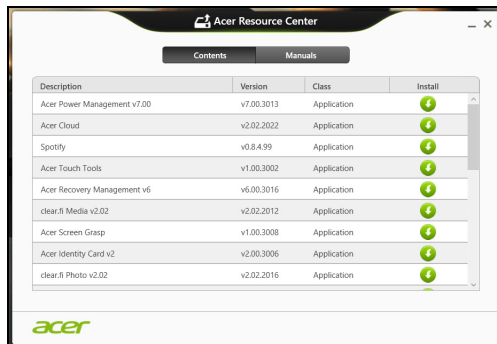 Acer Resource Center
Contents Manuals
Description Version Class Install
Acer Power Management v7.00 v7.00.3013 Application
Acer Cloud v2.02.2022 Application
Spotify v0.8.4.99 Application
Acer Touch Tools v1.00.3002 Application
Acer Recovery Management v6 v6.00.3016 Application
clear.fi Media v2.02 v2.02.2012 Application
Acer Screen Grasp v1.00.3008 Application
Acer Identity Card v2 v2.00.3006 Application
clear.fi Photo v2.02 v2.02.2016 Application
acer